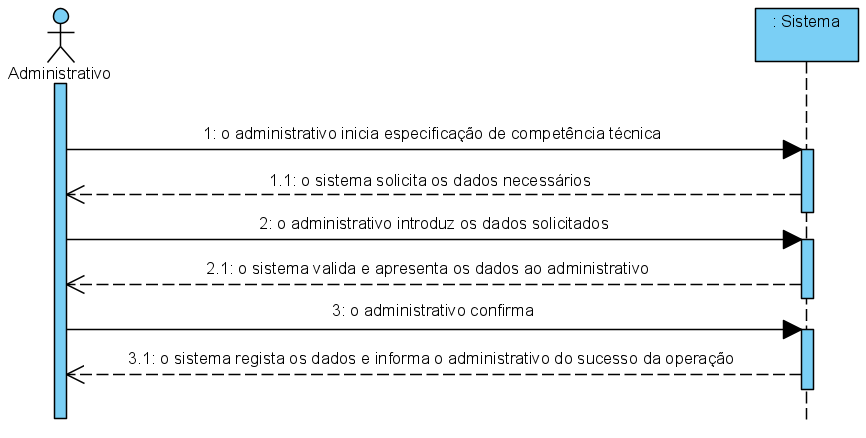 Administrativo
: Sistema
1: o administrativo inicia especificação de competência técnica
1.1: o sistema solicita os dados necessários
2: o administrativo introduz os dados solicitados
2.1: o sistema valida e apresenta os dados ao administrativo
3: o administrativo confirma
3.1: o sistema regista os dados e informa o administrativo do sucesso da operação